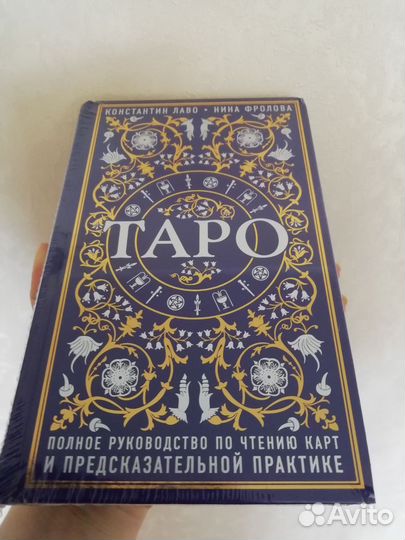 КОНСТАНТИН ЛАВО • НИНА ФРОЛОВА
ТАРО
ПОЛНОЕ РУКОВОДСТВО ПО ЧТЕНИЮ КАРТ
И ПРЕДСКАЗАТЕЛЬНОЙ ПРАКТИКЕ
Avito